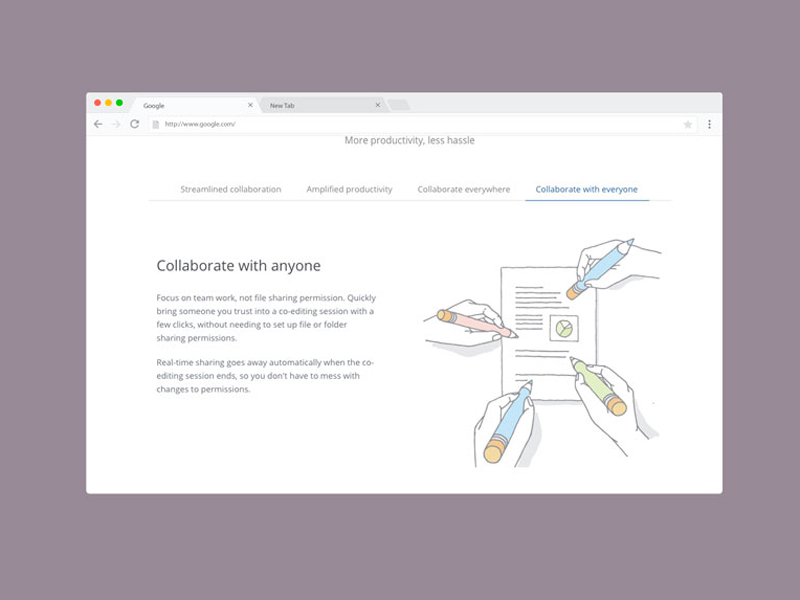 Google
New Tab
http://www.google.com/
More productivity, less hassle
Streamlined collaboration
Amplified productivity
Collaborate everywhere
Collaborate with everyone
Collaborate with anyone
Focus on team work, not file sharing permission. Quickly
bring someone you trust into a co-editing session with a
few clicks, without needing to set up file or folder
sharing permissions.
Real-time sharing goes away automatically when the co-
editing session ends, so you don't have to mess with
changes to permissions.